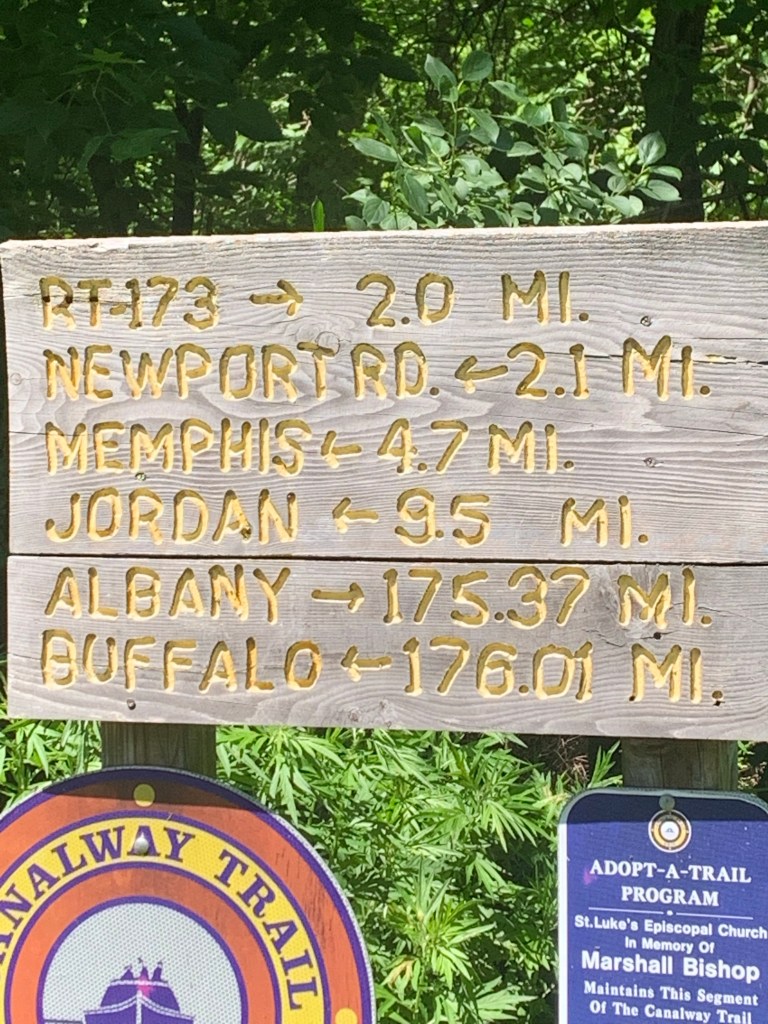 RT-173 → 2.0 MI.
NEWPORT RD. ← 2.1 MI.
MEMPHIS ← 4.7 MI.
JORDAN ← 9.5 MI.
ALBANY → 175.37 MI.
BUFFALO ← 176.01 MI.
ANALWAY TRAIL
ADOPT-A-TRAIL
PROGRAM
St.Luke's Episcopal Church
In Memory Of
Marshall Bishop
Maintains This Segment
Of The Canalway Trail